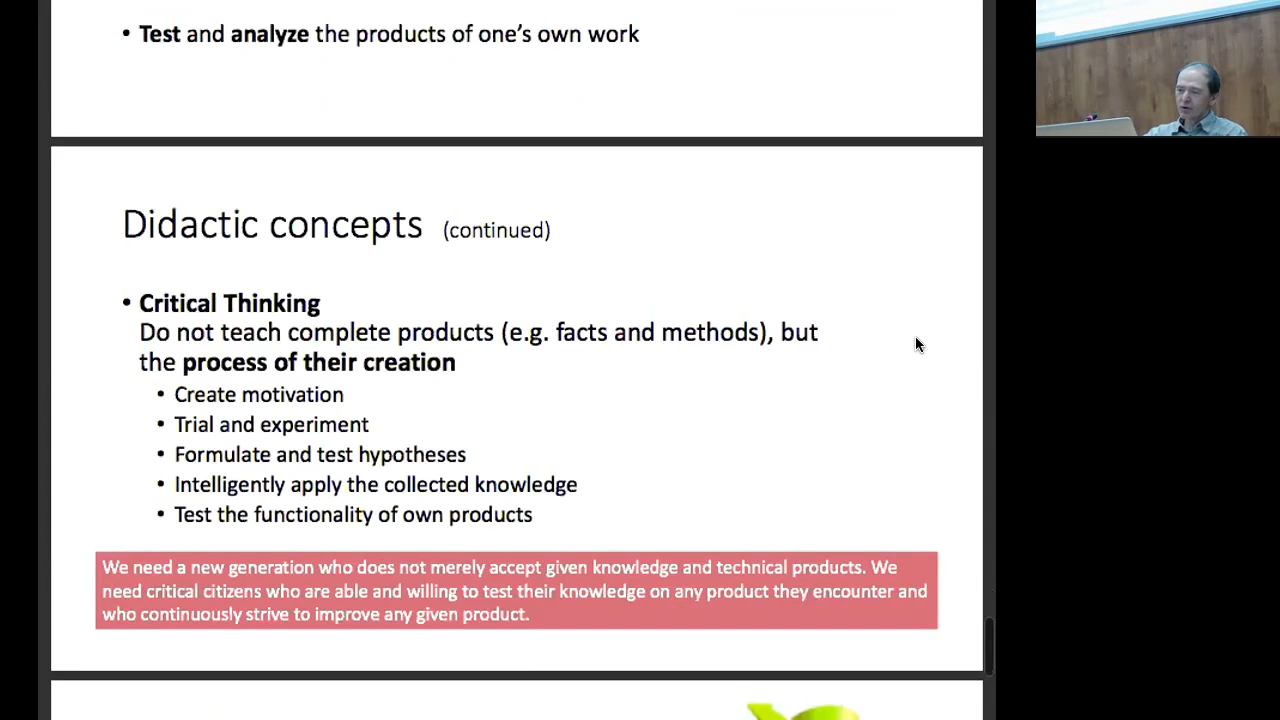 • Test and analyze the products of one’s own work
Didactic concepts (continued)
• Critical Thinking
Do not teach complete products (e.g. facts and methods), but
the process of their creation
• Create motivation
• Trial and experiment
• Formulate and test hypotheses
• Intelligently apply the collected knowledge
• Test the functionality of own products
We need a new generation who does not merely accept given knowledge and technical products. We
need critical citizens who are able and willing to test their knowledge on any product they encounter and
who continuously strive to improve any given product.